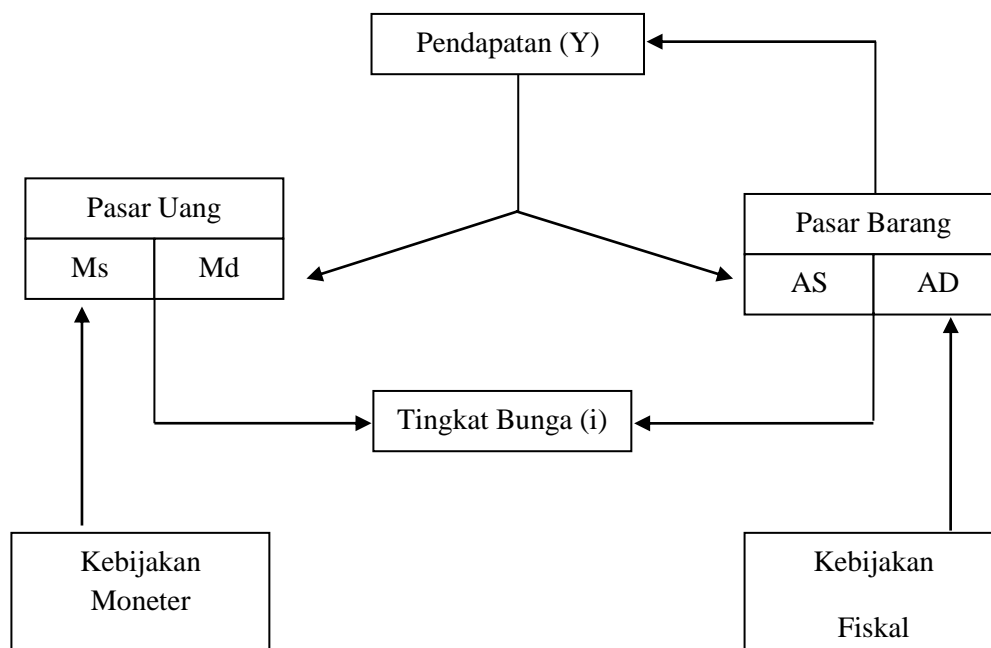 Pendapatan (Y)
Pasar Uang
Ms Md
Pasar Barang
AS AD
Tingkat Bunga (i)
Kebijakan
Moneter
Kebijakan
Fiskal